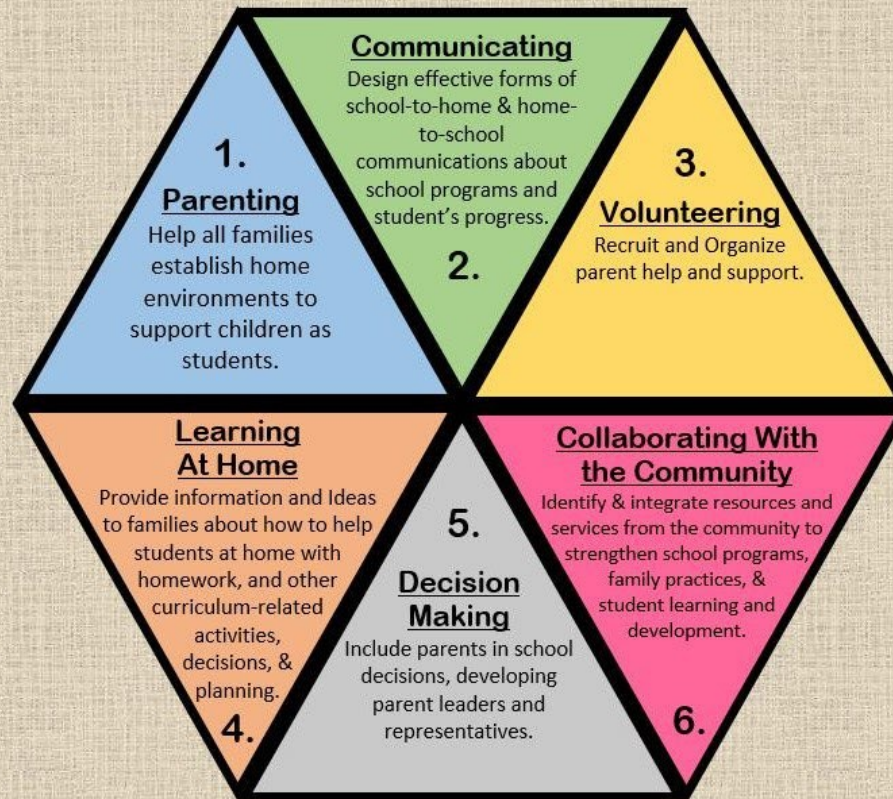 1.
Parenting
Help all families
establish home
environments to
support children as
students.
Communicating
Design effective forms of
school-to-home & home-
to-school
communications about
school programs and
student's progress.
2.
3.
Volunteering
Recruit and Organize
parent help and support.
Learning
At Home
Provide information and Ideas
to families about how to help
students at home with
homework, and other
curriculum-related
activities,
decisions, &
planning.
4.
5.
Decision
Making
Include parents in school
decisions, developing
parent leaders and
representatives.
Collaborating With
the Community
Identify & integrate resources and
services from the community to
strengthen school programs,
family practices, &
student learning and
development.
6.